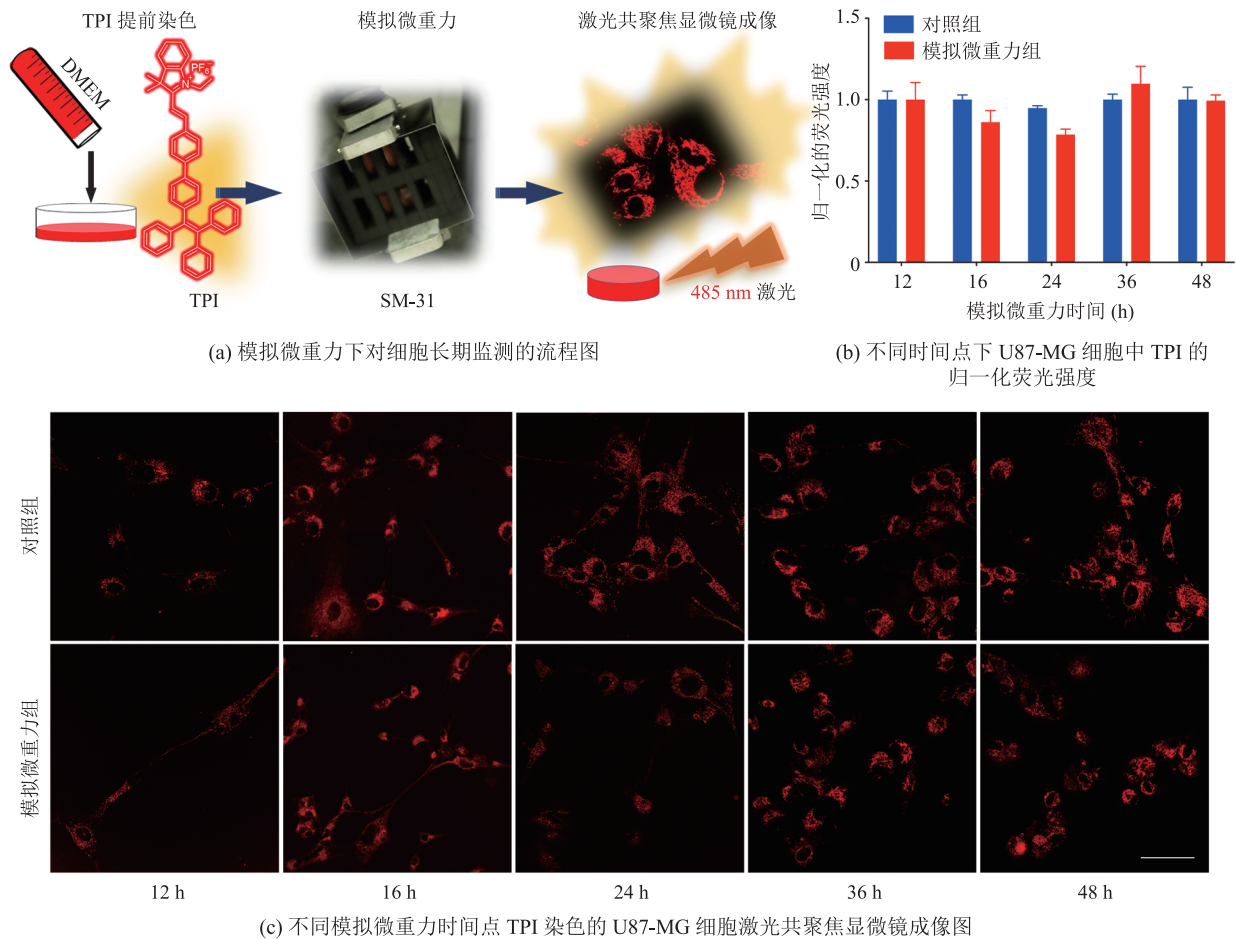 TPI 提前染色
模拟微重力
激光共聚焦显微镜成像
DMEM
PF₆⁻
N⁺
TPI
SM-31
485 nm 激光
(a) 模拟微重力下对细胞长期监测的流程图
1.5
1.0
0.5
0
归一化的荧光强度
对照组
模拟微重力组
12
16
24
36
48
模拟微重力时间 (h)
(b) 不同时间点下 U87-MG 细胞中 TPI 的
归一化荧光强度
对照组
模拟微重力组
12 h
16 h
24 h
36 h
48 h
(c) 不同模拟微重力时间点 TPI 染色的 U87-MG 细胞激光共聚焦显微镜成像图